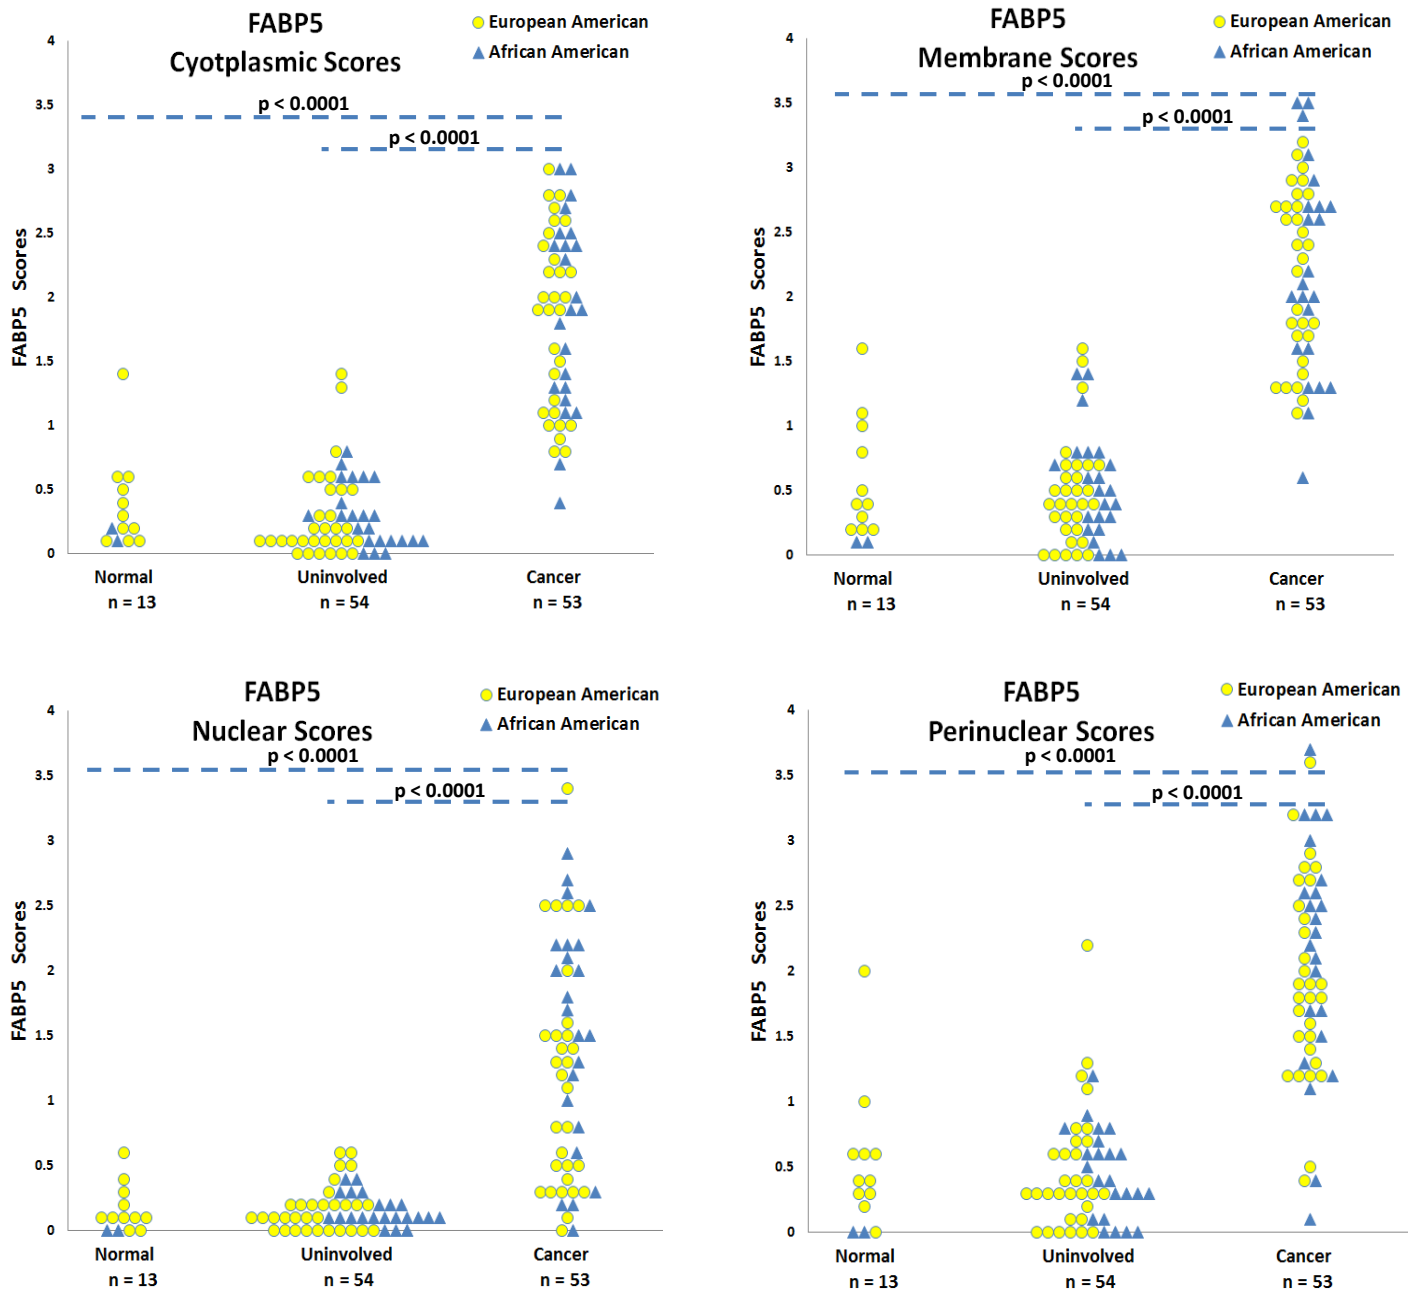 FABP5
Cyotplasmic Scores
European American
African American
p < 0.0001
p < 0.0001
FABP5 Scores
4
3.5
3
2.5
2
1.5
1
0.5
0
Normal
n = 13
Uninvolved
n = 54
Cancer
n = 53
FABP5
Membrane Scores
European American
African American
p < 0.0001
p < 0.0001
FABP5 Scores
4
3.5
3
2.5
2
1.5
1
0.5
0
Normal
n = 13
Uninvolved
n = 54
Cancer
n = 53
FABP5
Nuclear Scores
European American
African American
p < 0.0001
p < 0.0001
FABP5 Scores
4
3.5
3
2.5
2
1.5
1
0.5
0
Normal
n = 13
Uninvolved
n = 54
Cancer
n = 53
FABP5
Perinuclear Scores
European American
African American
p < 0.0001
p < 0.0001
FABP5 Scores
4
3.5
3
2.5
2
1.5
1
0.5
0
Normal
n = 13
Uninvolved
n = 54
Cancer
n = 53